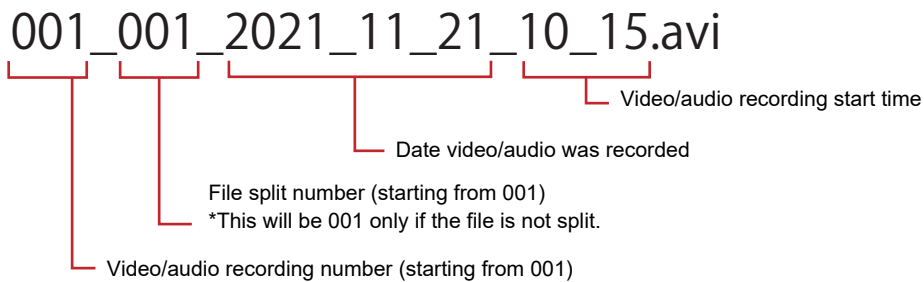 001_001_2021_11_21_10_15.avi
Video/audio recording start time
Date video/audio was recorded
File split number (starting from 001)
*This will be 001 only if the file is not split.
Video/audio recording number (starting from 001)